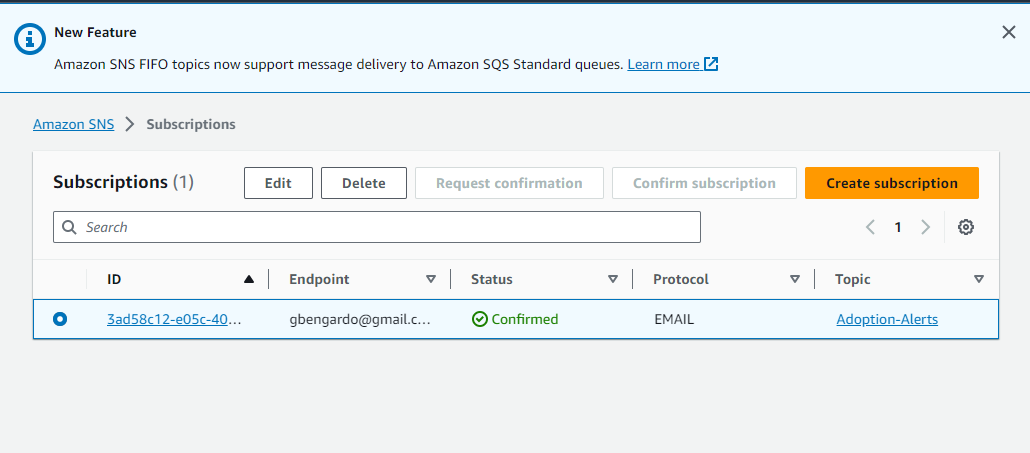 New Feature
Amazon SNS FIFO topics now support message delivery to Amazon SQS Standard queues. Learn more
Amazon SNS > Subscriptions
Subscriptions (1) Edit Delete Request confirmation Confirm subscription Create subscription
Search 1
ID Endpoint Status Protocol Topic
3ad58c12-e05c-40... gbengardo@gmail.c... Confirmed EMAIL Adoption-Alerts